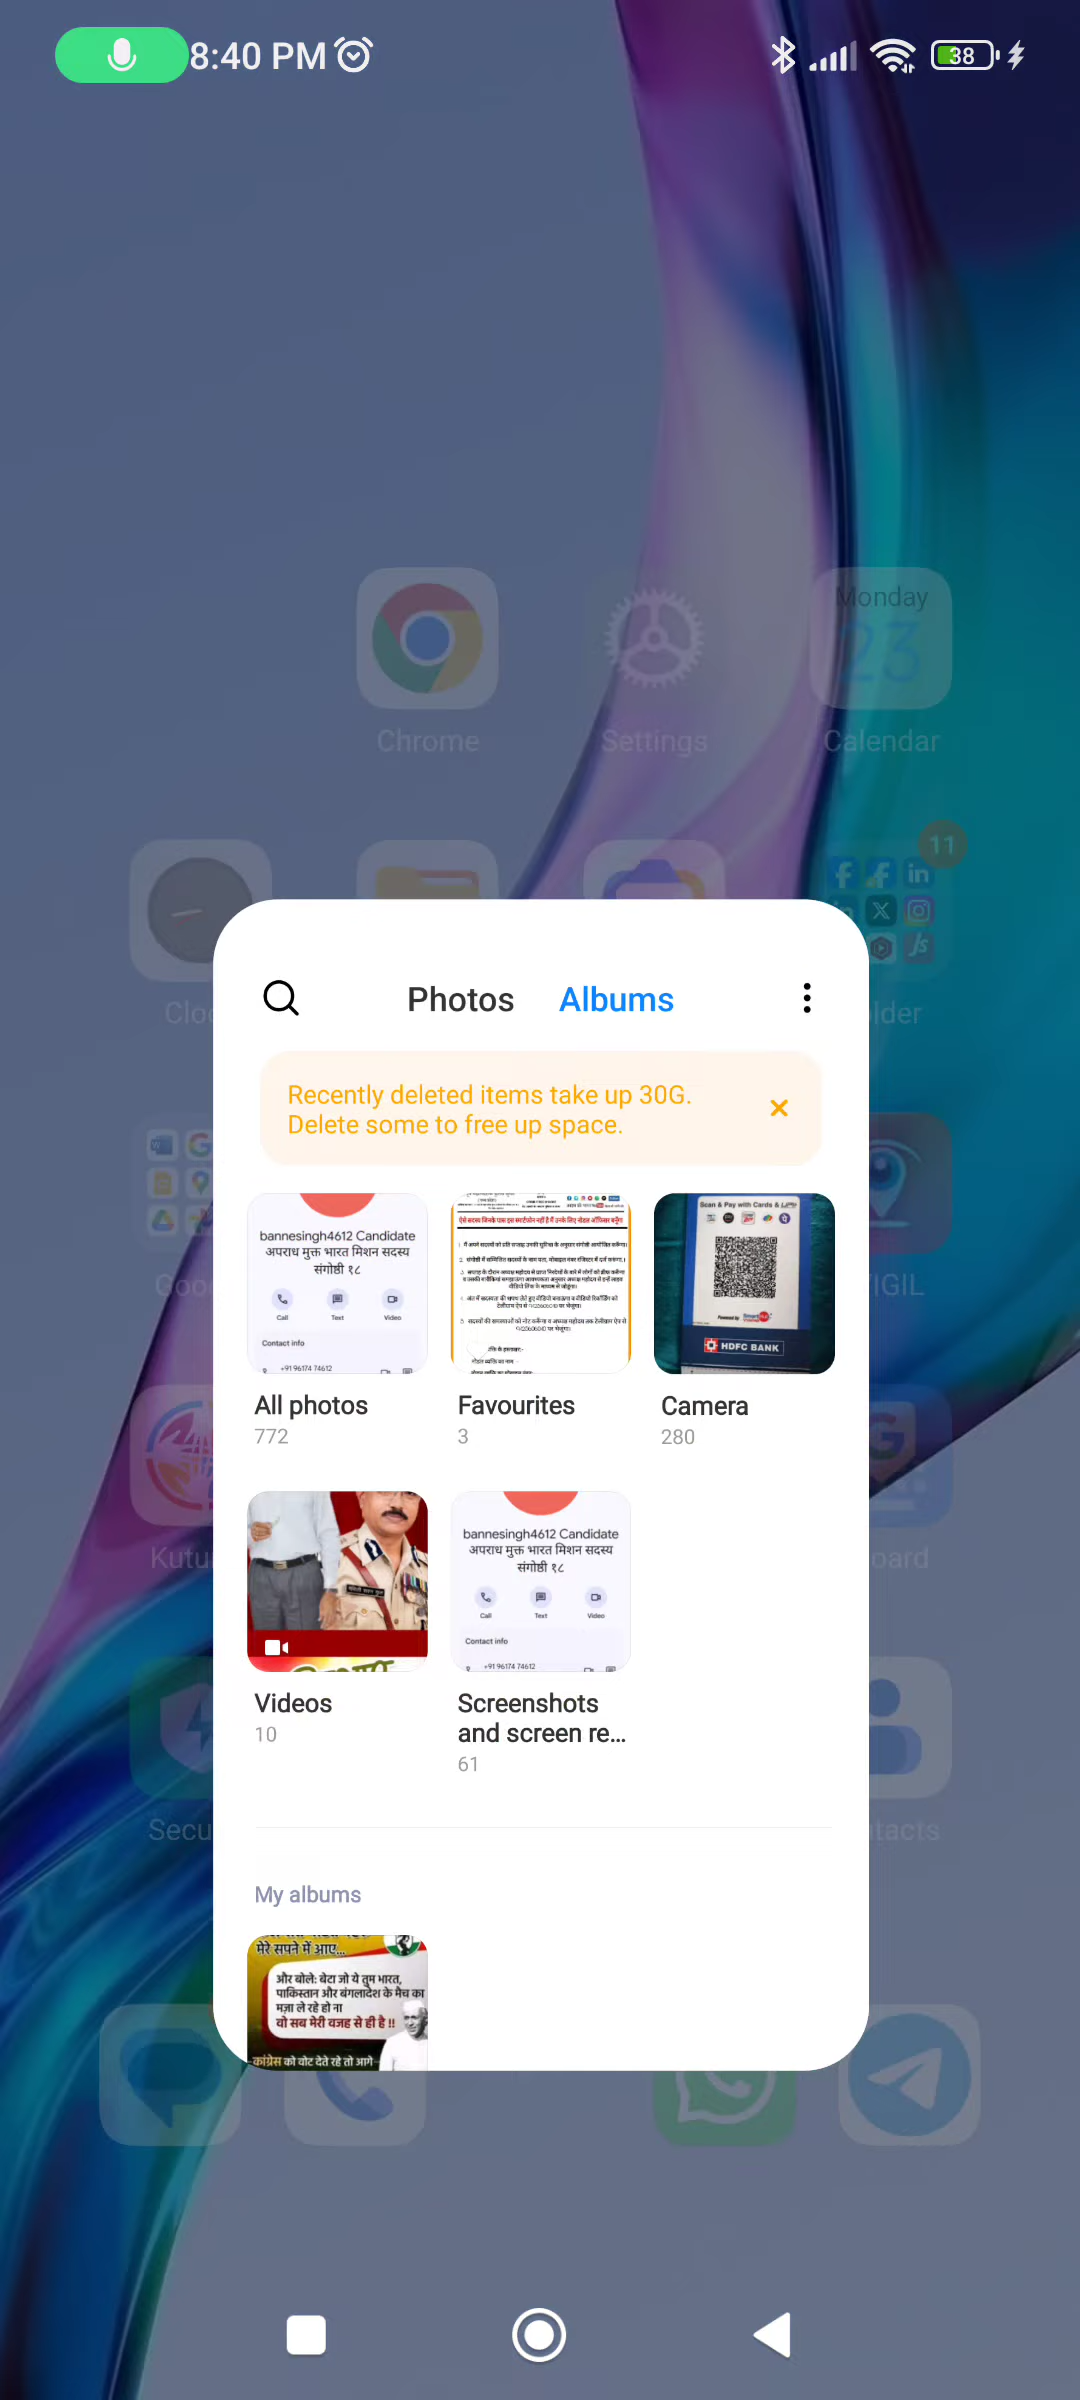 8:40 PM
38
Monday
23
Chrome
Settings
Calendar
11
Photos
Albums
Recently deleted items take up 30G.
Delete some to free up space.
bannesingh4612 Candidate
अपराध मुक्त भारत मिशन सदस्य
संगोष्ठी १८
Call
Text
Video
Contact info
+91 96174 74612
Scan & Pay with Cards &
HDFC BANK
All photos
772
Favourites
3
Camera
280
bannesingh4612 Candidate
अपराध मुक्त भारत मिशन सदस्य
संगोष्ठी १८
Call
Text
Video
Contact info
+91 96174 74612
Videos
10
Screenshots
and screen re...
61
My albums
मेरे सपने में आए...
और बोले: बेटा जो ये तुम भारत,
पाकिस्तान और बंगलादेश के मैच का
मज़ा ले रहे हो ना
वो सब मेरी वजह से ही है !!
कांग्रेस को वोट देते रहे तो आगे